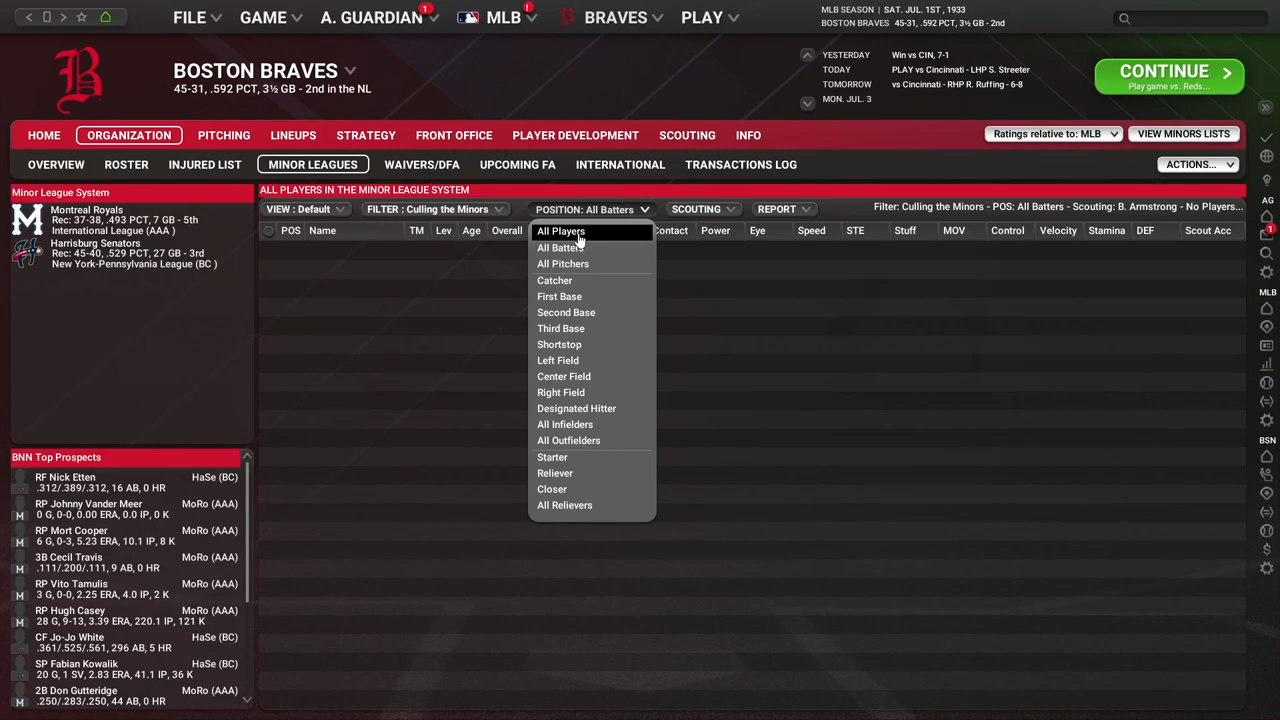 FILE
GAME
A. GUARDIAN
1
MLB
!
BRAVES
PLAY
MLB SEASON | SAT. JUL. 1ST , 1933
BOSTON BRAVES 45-31, .592 PCT, 3½ GB - 2nd
B
BOSTON BRAVES
45-31, .592 PCT, 3½ GB - 2nd in the NL
YESTERDAY Win vs CIN, 7-1
TODAY PLAY vs Cincinnati - LHP S. Streeter
TOMORROW vs Cincinnati - RHP R. Ruffing - 6-8
MON. JUL. 3
CONTINUE
Play game vs. Reds...
HOME ORGANIZATION PITCHING LINEUPS STRATEGY FRONT OFFICE PLAYER DEVELOPMENT SCOUTING INFO
Ratings relative to: MLB
VIEW MINORS LISTS
OVERVIEW ROSTER INJURED LIST MINOR LEAGUES WAIVERS/DFA UPCOMING FA INTERNATIONAL TRANSACTIONS LOG
ACTIONS...
Minor League System
M
Montreal Royals
Rec: 37-38, .493 PCT, 7 GB - 5th
International League (AAA )
Harrisburg Senators
Rec: 45-40, .529 PCT, 27 GB - 3rd
New York-Pennsylvania League (BC )
ALL PLAYERS IN THE MINOR LEAGUE SYSTEM
VIEW : Default
FILTER : Culling the Minors
POSITION: All Batters
SCOUTING
REPORT
Filter: Culling the Minors - POS: All Batters - Scouting: B. Armstrong - No Players...
POS Name TM Lev Age Overall Contact Power Eye Speed STE Stuff MOV Control Velocity Stamina DEF Scout Acc
All Players
All Batters
All Pitchers
Catcher
First Base
Second Base
Third Base
Shortstop
Left Field
Center Field
Right Field
Designated Hitter
All Infielders
All Outfielders
Starter
Reliever
Closer
All Relievers
BNN Top Prospects
RF Nick Etten HaSe (BC)
.312/.389/.312, 16 AB, 0 HR
RP Johnny Vander Meer MoRo (AAA)
M 0 G, 0-0, 0.00 ERA, 0.0 IP, 0 K
RP Mort Cooper MoRo (AAA)
M 6 G, 0-3, 5.23 ERA, 10.1 IP, 8 K
3B Cecil Travis MoRo (AAA)
M .111/.200/.111, 9 AB, 0 HR
RP Vito Tamulis MoRo (AAA)
M 3 G, 0-0, 2.25 ERA, 4.0 IP, 2 K
RP Hugh Casey MoRo (AAA)
M 28 G, 9-13, 3.39 ERA, 220.1 IP, 121 K
CF Jo-Jo White HaSe (BC)
.361/.525/.561, 296 AB, 5 HR
SP Fabian Kowalik HaSe (BC)
20 G, 1 SV, 2.83 ERA, 41.1 IP, 36 K
2B Don Gutteridge MoRo (AAA)
M .250/.283/.250, 44 AB, 0 HR
AG
1
MLB
BSN